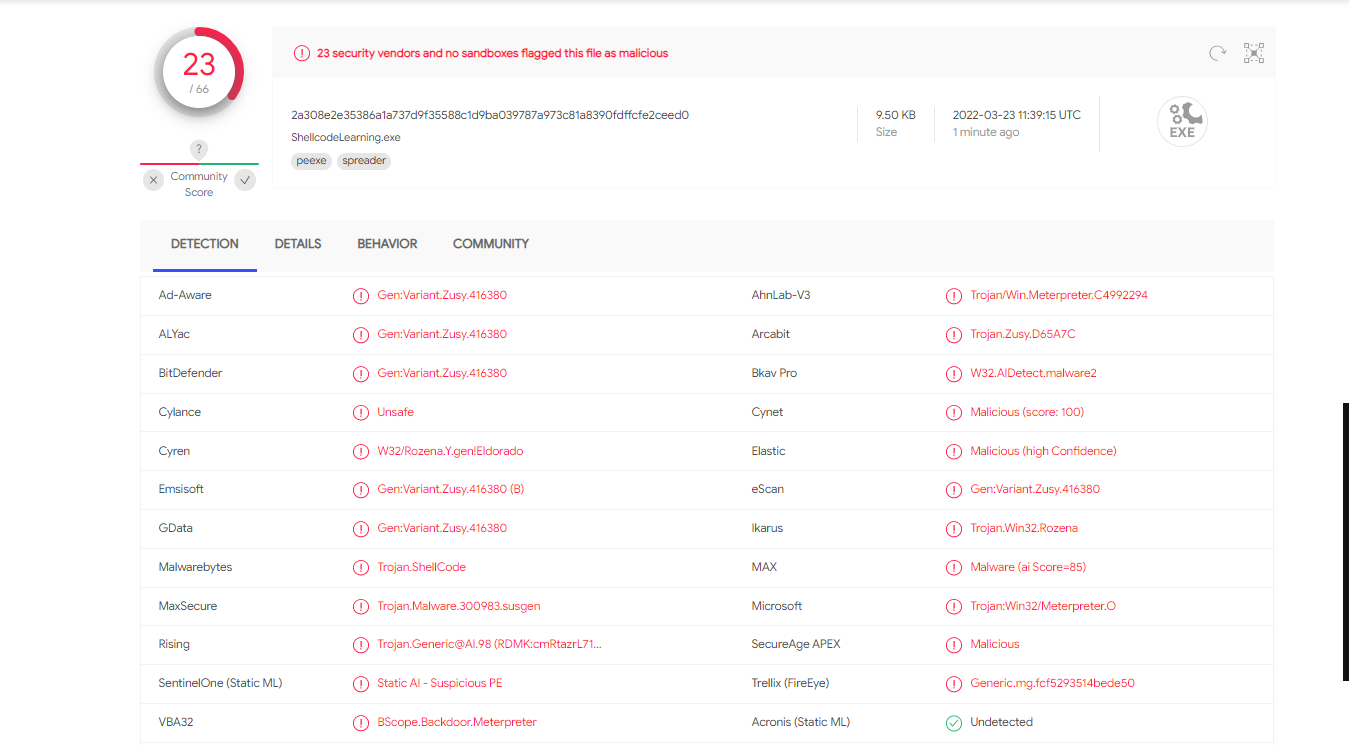 23
/ 66
?
Community
Score
23 security vendors and no sandboxes flagged this file as malicious
2a308e2e35386a1a737d9f35588c1d9ba039787a973c81a8390fdffcfe2ceed0
ShellcodeLearning.exe
peexe spreader
9.50 KB
Size
2022-03-23 11:39:15 UTC
1 minute ago
EXE
DETECTION DETAILS BEHAVIOR COMMUNITY
Ad-Aware Gen:Variant.Zusy.416380 AhnLab-V3 Trojan/Win.Meterpreter.C4992294
ALYac Gen:Variant.Zusy.416380 Arcabit Trojan.Zusy.D65A7C
BitDefender Gen:Variant.Zusy.416380 Bkav Pro W32.AIDetect.malware2
Cylance Unsafe Cynet Malicious (score: 100)
Cyren W32/Rozena.Y.gen!Eldorado Elastic Malicious (high Confidence)
Emsisoft Gen:Variant.Zusy.416380 (B) eScan Gen:Variant.Zusy.416380
GData Gen:Variant.Zusy.416380 Ikarus Trojan.Win32.Rozena
Malwarebytes Trojan.ShellCode MAX Malware (ai Score=85)
MaxSecure Trojan.Malware.300983.susgen Microsoft Trojan:Win32/Meterpreter.O
Rising Trojan.Generic@AI.98 (RDMK:cmRtazrL71... SecureAge APEX Malicious
SentinelOne (Static ML) Static AI - Suspicious PE Trellix (FireEye) Generic.mg.fcf5293514bede50
VBA32 BScope.Backdoor.Meterpreter Acronis (Static ML) Undetected